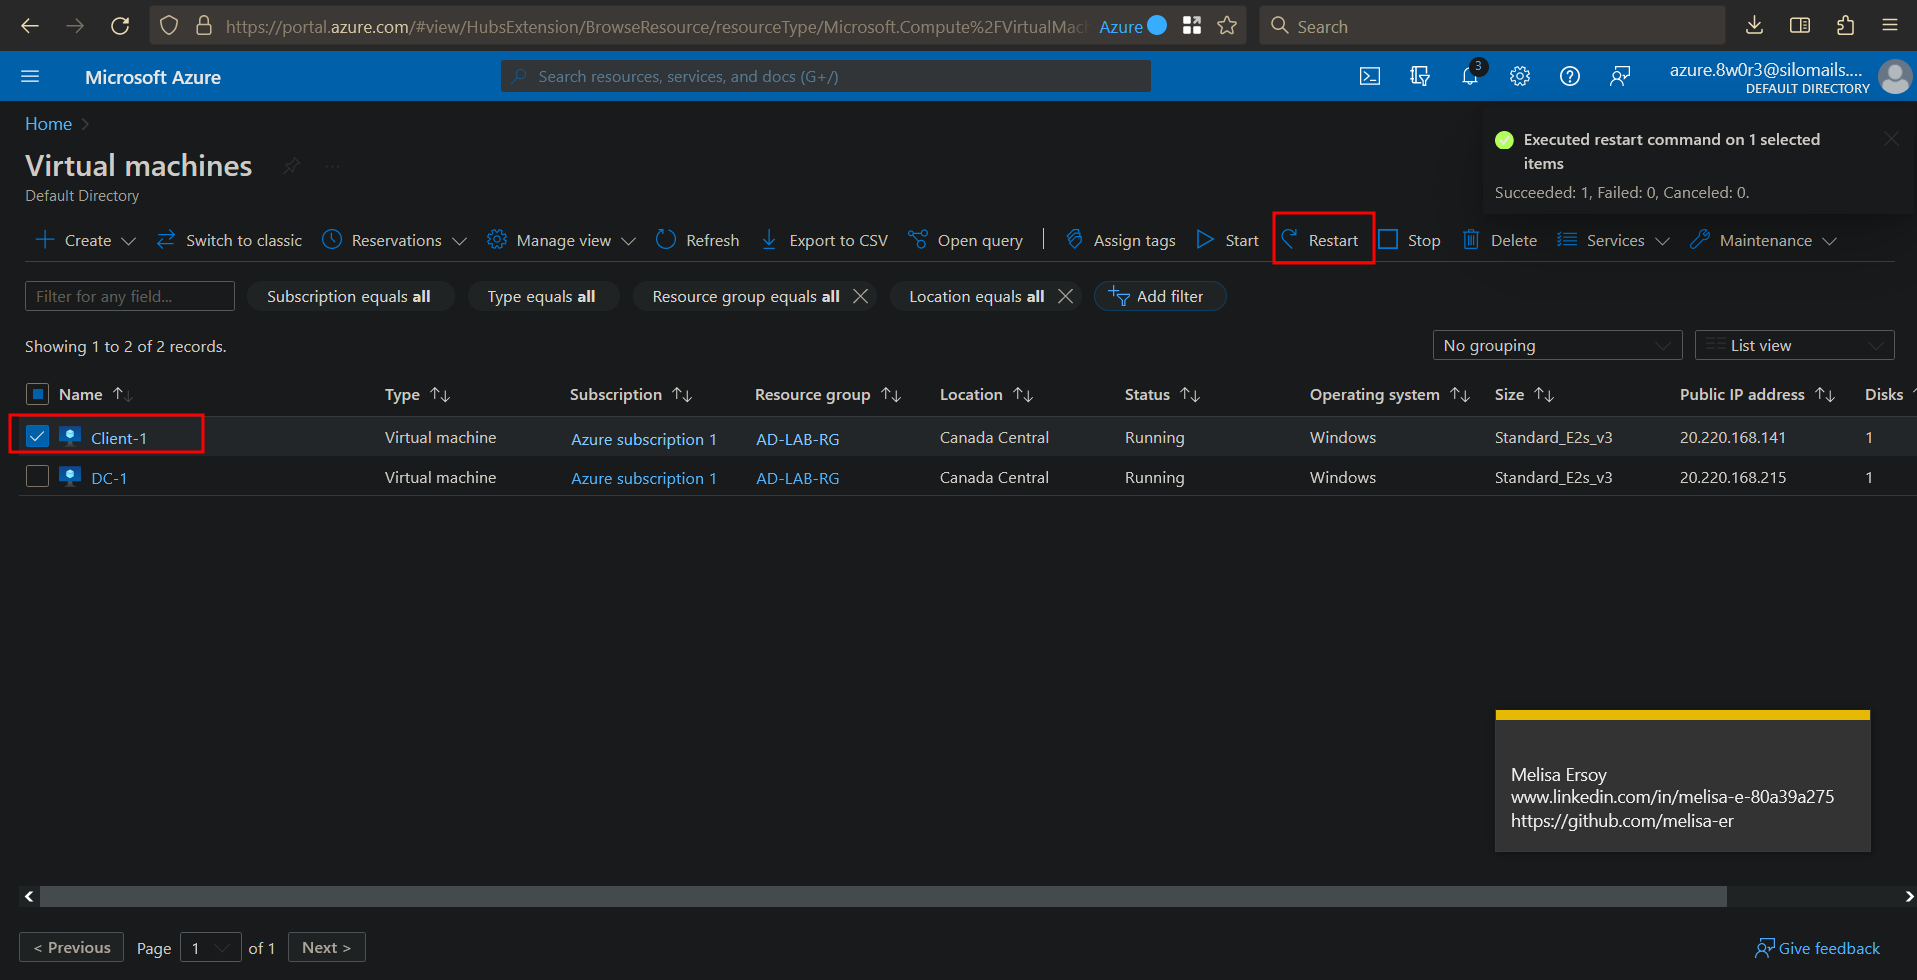 https://portal.azure.com/#view/HubsExtension/BrowseResource/resourceType/Microsoft.Compute%2FVirtualMac Azure Search
Microsoft Azure Search resources, services, and docs (G+/) 3 azure.8w0r3@silomails....
DEFAULT DIRECTORY
Home
Executed restart command on 1 selected
items
Succeeded: 1, Failed: 0, Canceled: 0.
Virtual machines ...
Default Directory
Create Switch to classic Reservations Manage view Refresh Export to CSV Open query Assign tags Start Restart Stop Delete Services Maintenance
Filter for any field... Subscription equals all Type equals all Resource group equals all Location equals all Add filter
Showing 1 to 2 of 2 records. No grouping List view
Name Type Subscription Resource group Location Status Operating system Size Public IP address Disks
Client-1 Virtual machine Azure subscription 1 AD-LAB-RG Canada Central Running Windows Standard_E2s_v3 20.220.168.141 1
DC-1 Virtual machine Azure subscription 1 AD-LAB-RG Canada Central Running Windows Standard_E2s_v3 20.220.168.215 1
Melisa Ersoy
www.linkedin.com/in/melisa-e-80a39a275
https://github.com/melisa-er
< Previous Page 1 of 1 Next > Give feedback